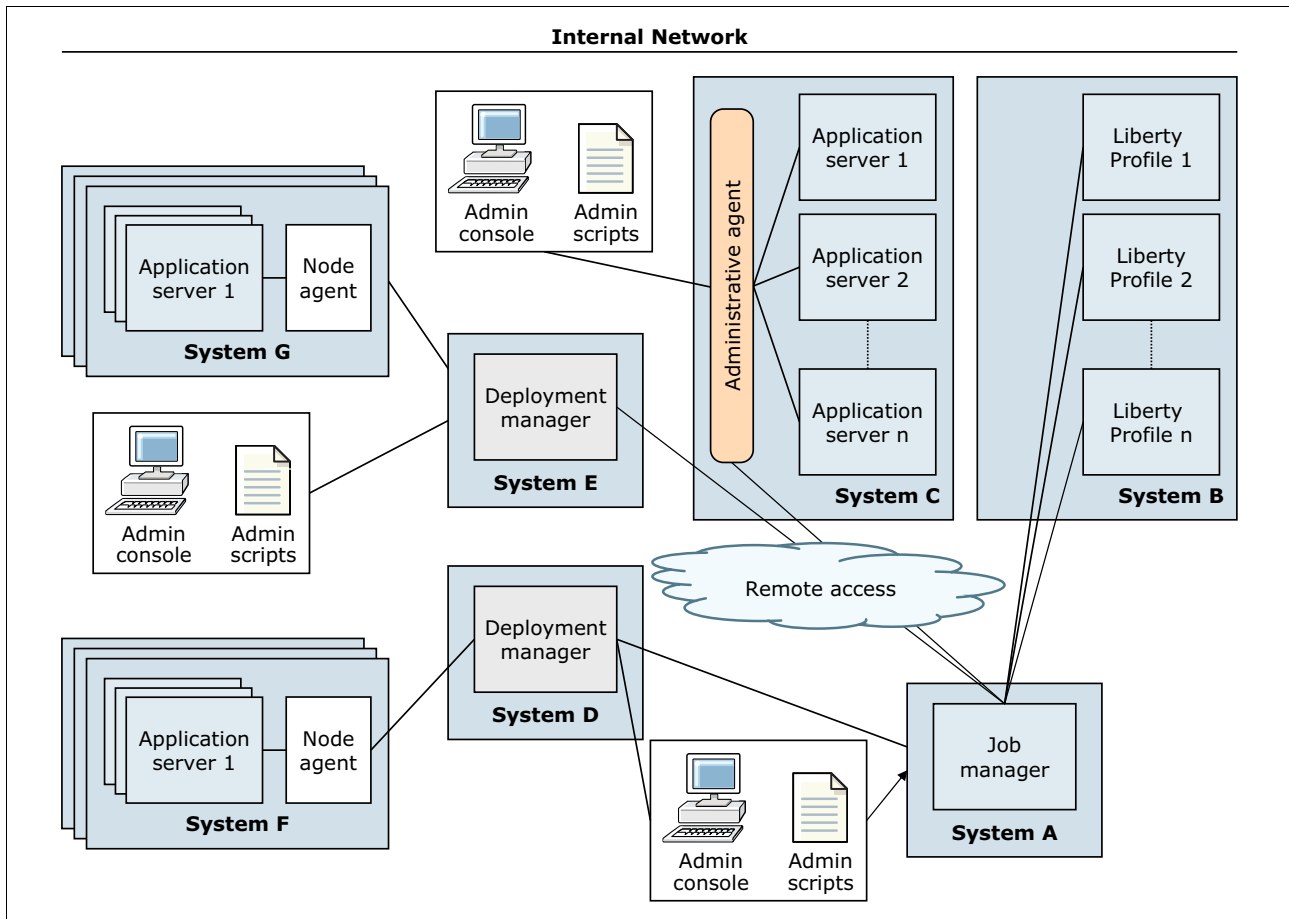 Internal Network
Admin
console
Admin
scripts
Administrative agent
Application
server 1
Application
server 2
Application
server n
System C
Liberty
Profile 1
Liberty
Profile 2
Liberty
Profile n
System B
Application
server 1
Node
agent
System G
Deployment
manager
System E
Admin
console
Admin
scripts
Remote access
Deployment
manager
System D
Application
server 1
Node
agent
System F
Admin
console
Admin
scripts
Job
manager
System A